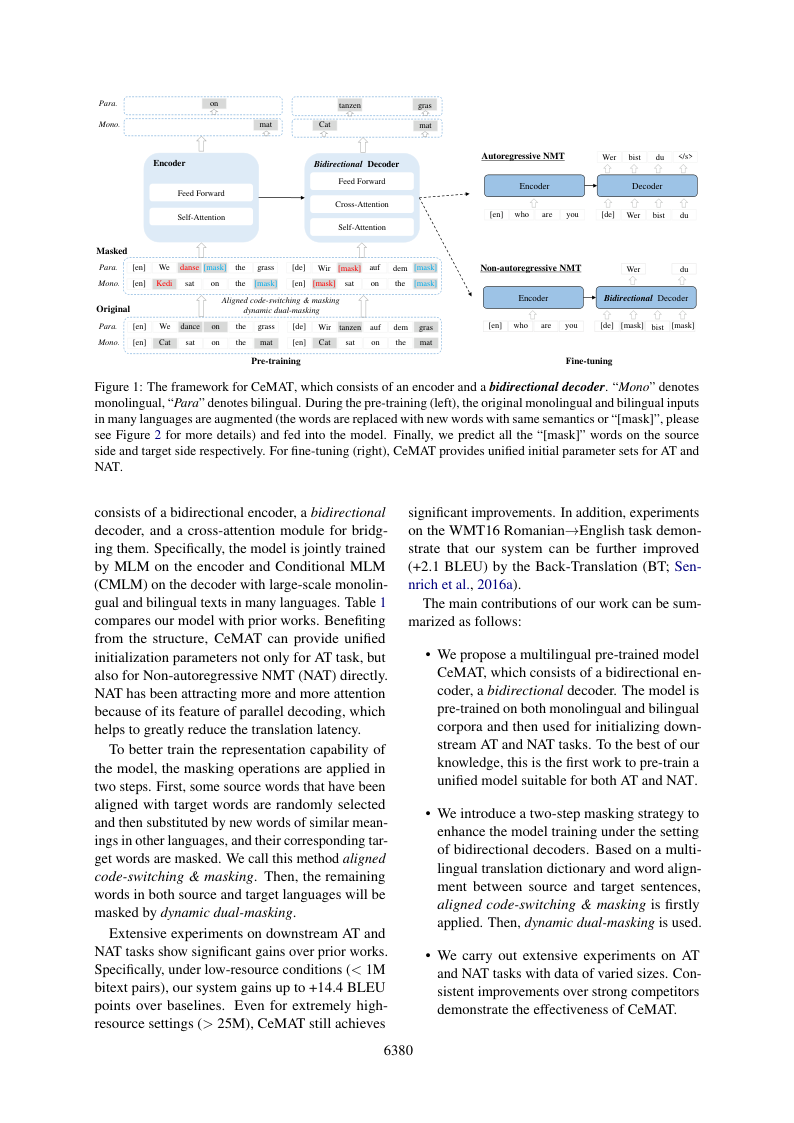 Para. on tanzen gras
Mono. mat Cat mat
Encoder
Feed Forward
Self-Attention
Bidirectional Decoder
Feed Forward
Cross-Attention
Self-Attention
Autoregressive NMT
Wer bist du </s>
Encoder Decoder
[en] who are you [de] Wer bist du
Masked
Para. [en] We danse [mask] the grass [de] Wir [mask] auf dem [mask]
Mono. [en] Kedi sat on the [mask] [en] [mask] sat on the [mask]
Aligned code-switching & masking
dynamic dual-masking
Original
Para. [en] We dance on the grass [de] Wir tanzen auf dem gras
Mono. [en] Cat sat on the mat [en] Cat sat on the mat
Pre-training
Non-autoregressive NMT
Wer du
Encoder Bidirectional Decoder
[en] who are you [de] [mask] bist [mask]
Fine-tuning
Figure 1: The framework for CeMAT, which consists of an encoder and a bidirectional decoder. “Mono” denotes
monolingual, “Para” denotes bilingual. During the pre-training (left), the original monolingual and bilingual inputs
in many languages are augmented (the words are replaced with new words with same semantics or “[mask]”, please
see Figure 2 for more details) and fed into the model. Finally, we predict all the “[mask]” words on the source
side and target side respectively. For fine-tuning (right), CeMAT provides unified initial parameter sets for AT and
NAT.
consists of a bidirectional encoder, a bidirectional
decoder, and a cross-attention module for bridg-
ing them. Specifically, the model is jointly trained
by MLM on the encoder and Conditional MLM
(CMLM) on the decoder with large-scale monolin-
gual and bilingual texts in many languages. Table 1
compares our model with prior works. Benefiting
from the structure, CeMAT can provide unified
initialization parameters not only for AT task, but
also for Non-autoregressive NMT (NAT) directly.
NAT has been attracting more and more attention
because of its feature of parallel decoding, which
helps to greatly reduce the translation latency.
To better train the representation capability of
the model, the masking operations are applied in
two steps. First, some source words that have been
aligned with target words are randomly selected
and then substituted by new words of similar mean-
ings in other languages, and their corresponding tar-
get words are masked. We call this method aligned
code-switching & masking. Then, the remaining
words in both source and target languages will be
masked by dynamic dual-masking.
Extensive experiments on downstream AT and
NAT tasks show significant gains over prior works.
Specifically, under low-resource conditions (< 1M
bitext pairs), our system gains up to +14.4 BLEU
points over baselines. Even for extremely high-
resource settings (> 25M), CeMAT still achieves
significant improvements. In addition, experiments
on the WMT16 Romanian→English task demon-
strate that our system can be further improved
(+2.1 BLEU) by the Back-Translation (BT; Sen-
nrich et al., 2016a).
The main contributions of our work can be sum-
marized as follows:
• We propose a multilingual pre-trained model
CeMAT, which consists of a bidirectional en-
coder, a bidirectional decoder. The model is
pre-trained on both monolingual and bilingual
corpora and then used for initializing down-
stream AT and NAT tasks. To the best of our
knowledge, this is the first work to pre-train a
unified model suitable for both AT and NAT.
• We introduce a two-step masking strategy to
enhance the model training under the setting
of bidirectional decoders. Based on a multi-
lingual translation dictionary and word align-
ment between source and target sentences,
aligned code-switching & masking is firstly
applied. Then, dynamic dual-masking is used.
• We carry out extensive experiments on AT
and NAT tasks with data of varied sizes. Con-
sistent improvements over strong competitors
demonstrate the effectiveness of CeMAT.
6380